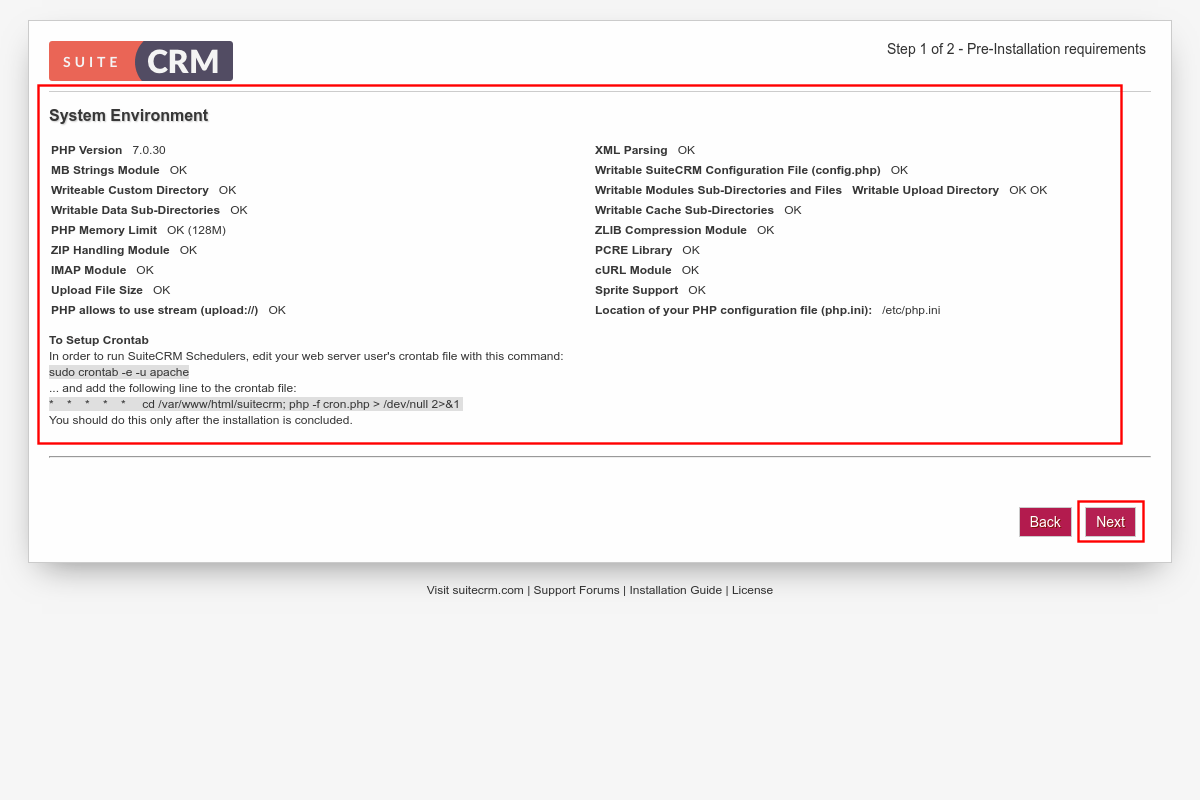 SUITE CRM
Step 1 of 2 - Pre-Installation requirements
System Environment
PHP Version 7.0.30
XML Parsing OK
MB Strings Module OK
Writable SuiteCRM Configuration File (config.php) OK
Writeable Custom Directory OK
Writable Modules Sub-Directories and Files Writable Upload Directory OK OK
Writable Data Sub-Directories OK
Writable Cache Sub-Directories OK
PHP Memory Limit OK (128M)
ZLIB Compression Module OK
ZIP Handling Module OK
PCRE Library OK
IMAP Module OK
cURL Module OK
Upload File Size OK
Sprite Support OK
PHP allows to use stream (upload://) OK
Location of your PHP configuration file (php.ini): /etc/php.ini
To Setup Crontab
In order to run SuiteCRM Schedulers, edit your web server user's crontab file with this command:
sudo crontab -e -u apache
... and add the following line to the crontab file:
* * * * * cd /var/www/html/suitecrm; php -f cron.php > /dev/null 2>&1
You should do this only after the installation is concluded.
Back Next
Visit suitecrm.com | Support Forums | Installation Guide | License